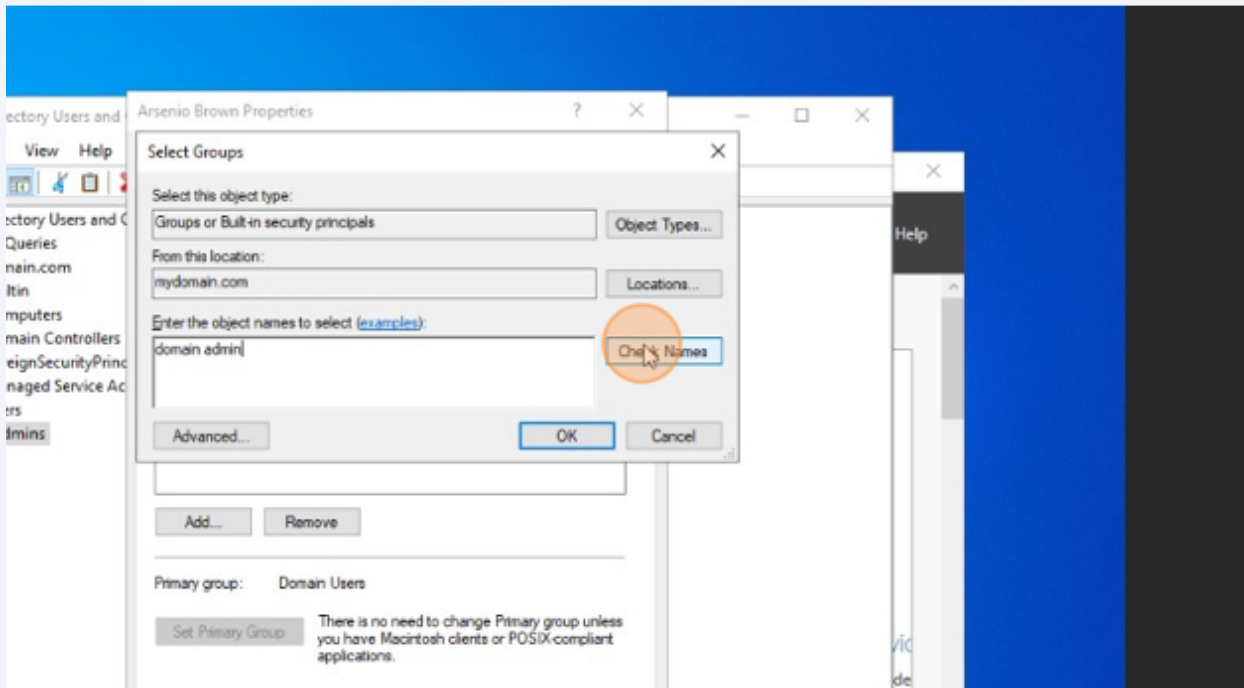 ectory Users and
Arsenio Brown Properties
View Help
Select Groups
Select this object type:
Groups or Built-in security principals
Object Types...
From this location:
mydomain.com
Locations...
Enter the object names to select (examples):
domain admin
Check Names
Advanced...
OK
Cancel
ectory Users and C
Queries
main.com
ltin
mputers
main Controllers
eignSecurityPrinc
naged Service Ac
ers
dmins
Help
Add...
Remove
Primary group: Domain Users
Set Primary Group
There is no need to change Primary group unless
you have Macintosh clients or POSIX-compliant
applications.
vic
de